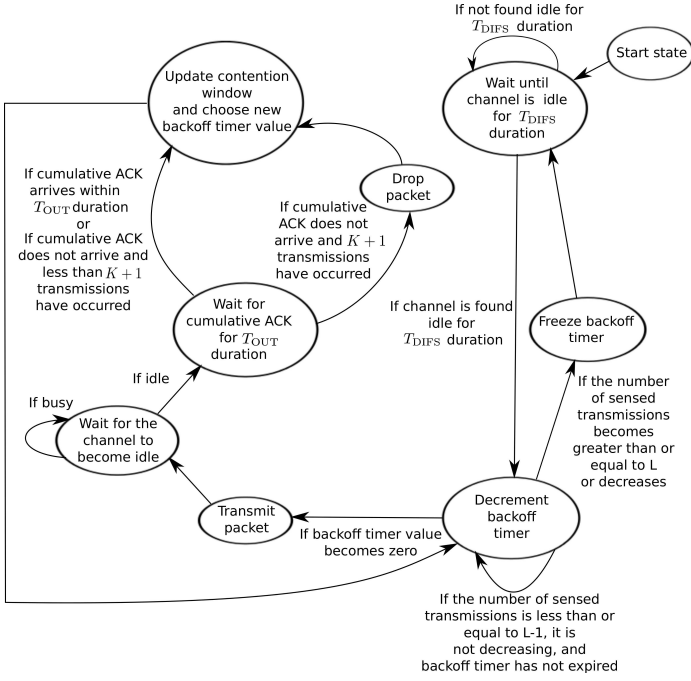 If not found idle for
T_DIFS duration
Start state
Update contention
window
and choose new
backoff timer value
Wait until
channel is idle
for T_DIFS
duration
If cumulative ACK
arrives within
T_OUT duration
or
If cumulative ACK
does not arrive and
less than K + 1
transmissions
have occurred
Drop
packet
If cumulative
ACK does not
arrive and K + 1
transmissions
have occurred
Wait for
cumulative ACK
for T_OUT
duration
If channel is found
idle for
T_DIFS duration
Freeze backoff
timer
If idle
If busy
Wait for the
channel to
become idle
If the number
of sensed
transmissions
becomes
greater than or
equal to L
or decreases
Transmit
packet
If backoff timer value
becomes zero
Decrement
backoff
timer
If the number of sensed
transmissions is less than or
equal to L-1, it is
not decreasing, and
backoff timer has not expired